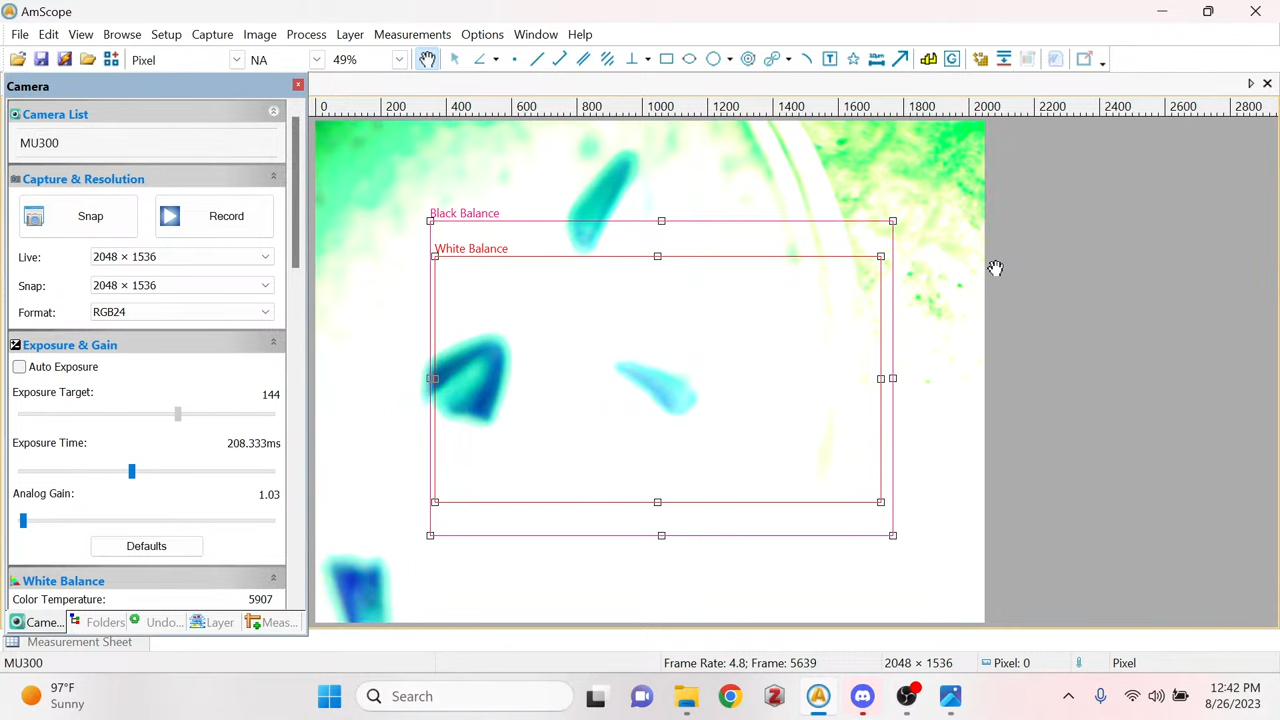 AmScope
File Edit View Browse Setup Capture Image Process Layer Measurements Options Window Help
Pixel NA 49%
Camera
0 200 400 600 800 1000 1200 1400 1600 1800 2000 2200 2400 2600 2800
Camera List
MU300
Capture & Resolution
Snap Record
Live: 2048 × 1536
Snap: 2048 × 1536
Format: RGB24
Exposure & Gain
Auto Exposure
Exposure Target: 144
Exposure Time: 208.333ms
Analog Gain: 1.03
Defaults
White Balance
Color Temperature: 5907
Came... Folders Undo... Layer Meas...
Black Balance
White Balance
Measurement Sheet
MU300 Frame Rate: 4.8; Frame: 5639 2048 × 1536 Pixel: 0 Pixel
97°F
Sunny
Search
12:42 PM
8/26/2023